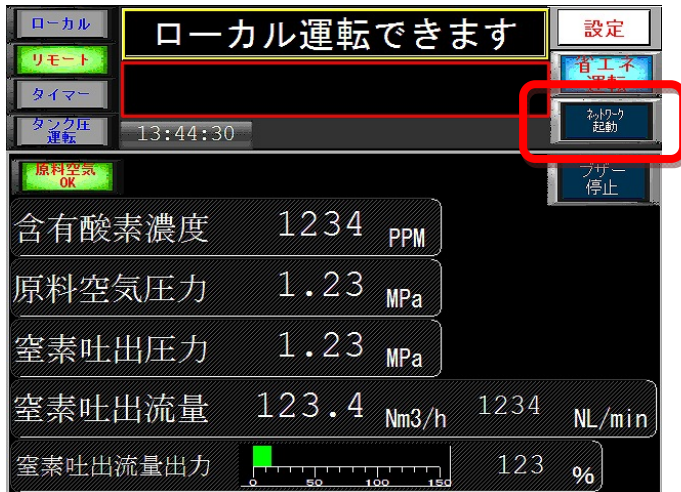 ローカル
ローカル運転できます
設定
リモート
省エネ
運転
タイマー
ネットワーク
起動
タンク圧
運転
13:44:30
原料空気
OK
ブザー
停止
含有酸素濃度 1234 PPM
原料空気圧力 1.23 MPa
窒素吐出圧力 1.23 MPa
窒素吐出流量 123.4 Nm3/h 1234 NL/min
窒素吐出流量出力 123 %
0 50 100 150